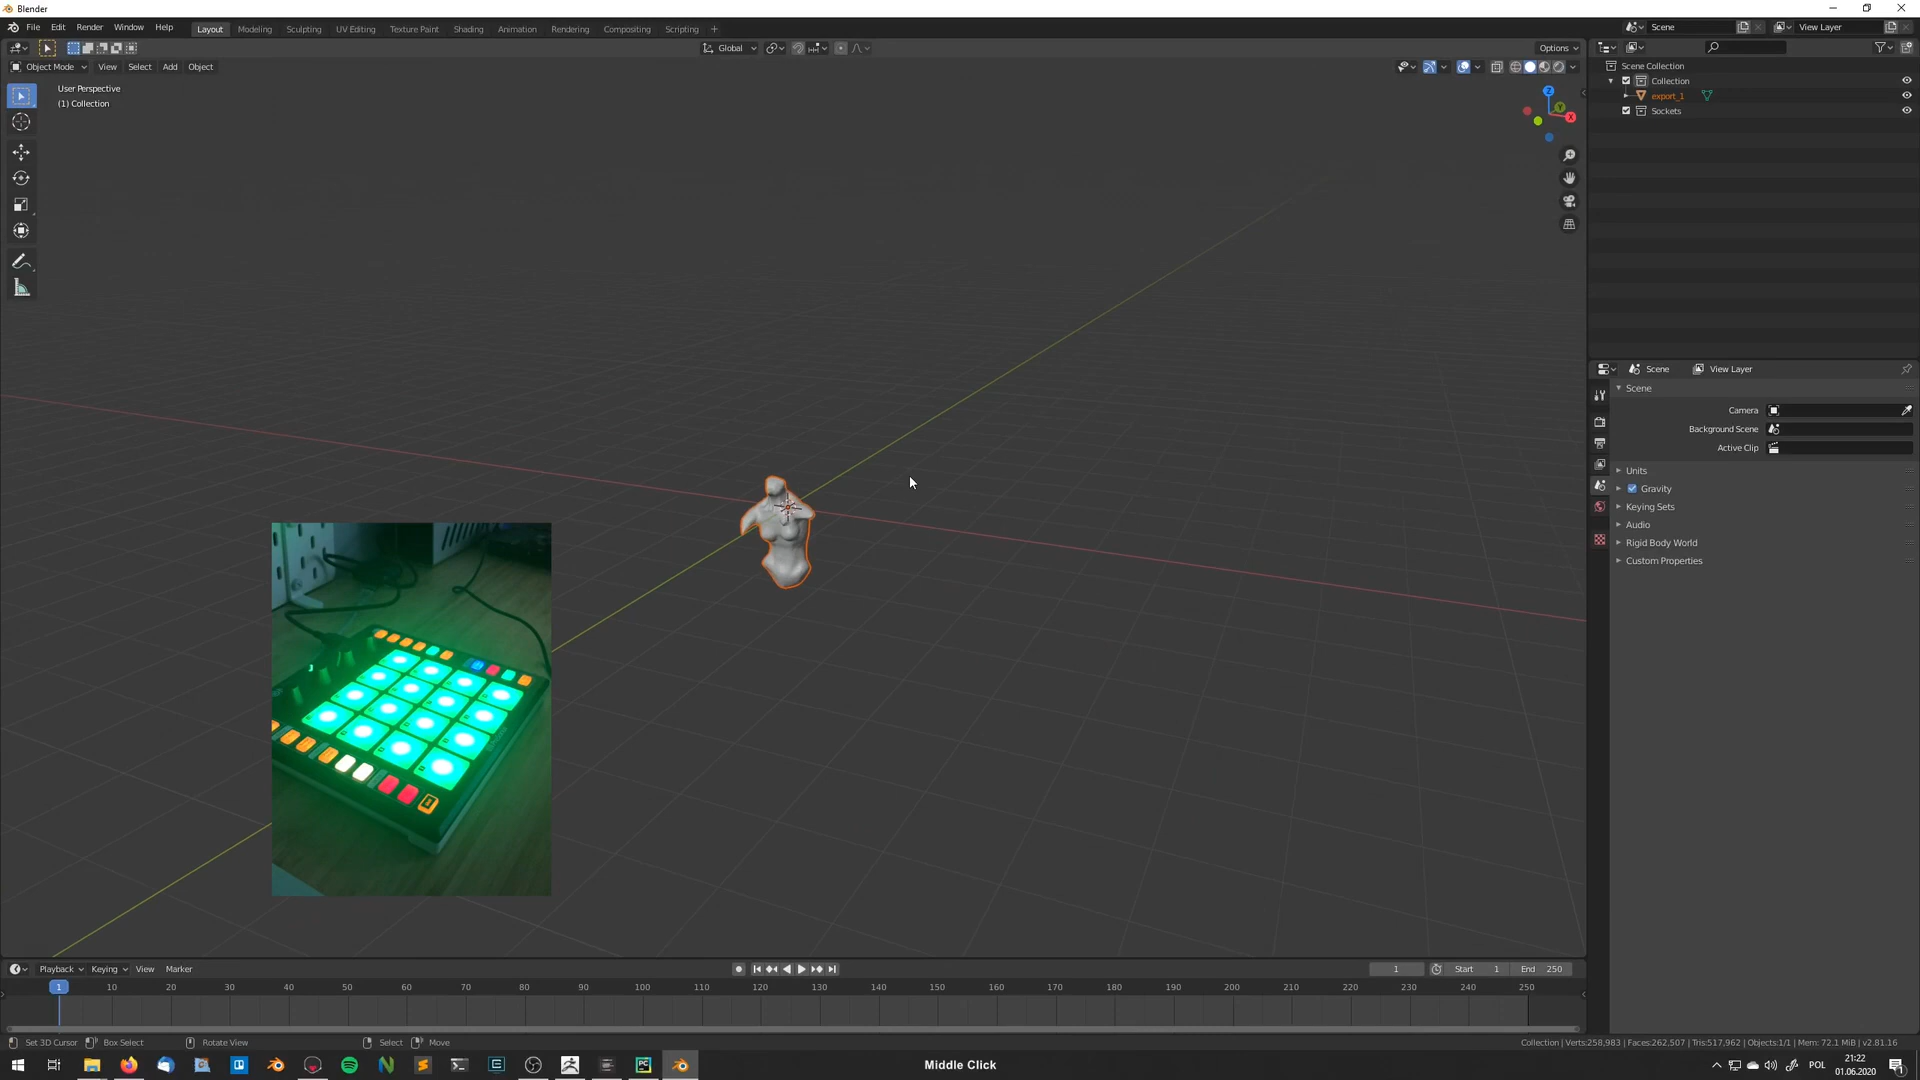 Blender
File Edit Render Window Help
Layout Modeling Sculpting UV Editing Texture Paint Shading Animation Rendering Compositing Scripting +
Scene View Layer
Global Options
Object Mode View Select Add Object
User Perspective
(1) Collection
Z
Y
X
Scene Collection
Collection
export_1
Sockets
Scene View Layer
Scene
Camera
Background Scene
Active Clip
Units
Gravity
Keying Sets
Audio
Rigid Body World
Custom Properties
Playback Keying View Marker
1 Start 1 End 250
1 10 20 30 40 50 60 70 80 90 100 110 120 130 140 150 160 170 180 190 200 210 220 230 240 250
Set 3D Cursor Box Select Rotate View Select Move
Collection | Verts:258,983 | Faces:262,507 | Tris:517,962 | Objects:1/1 | Mem: 72.1 MiB | v2.81.16
Middle Click
POL
21:22
01.06.2020